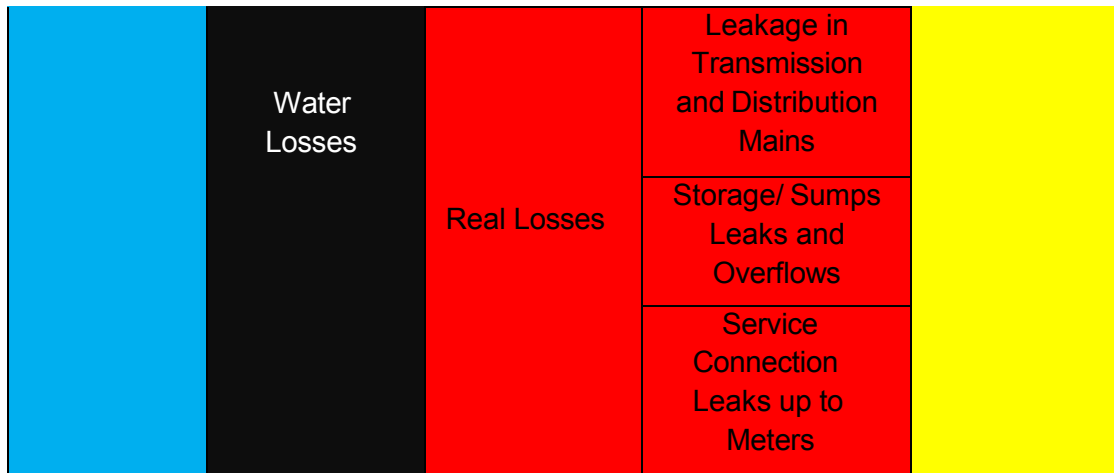 Water
Losses
Real Losses
Leakage in
Transmission
and Distribution
Mains
Storage/ Sumps
Leaks and
Overflows
Service
Connection
Leaks up to
Meters